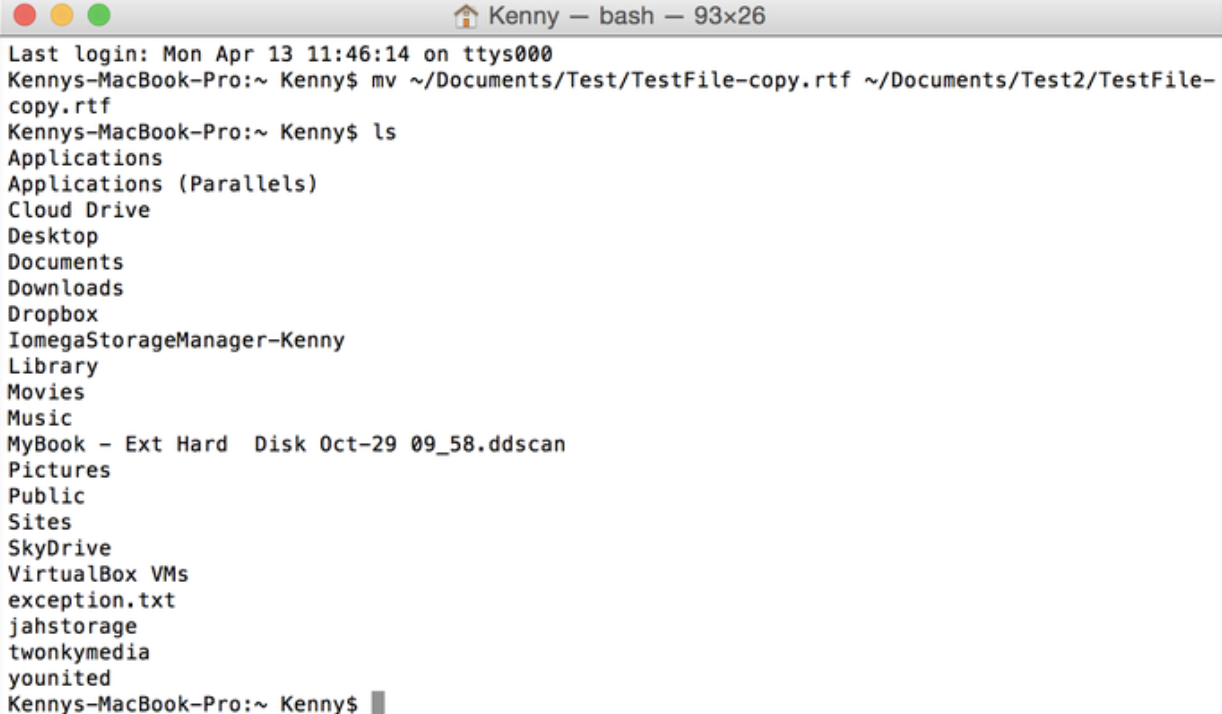 Kenny — bash — 93×26
Last login: Mon Apr 13 11:46:14 on ttys000
Kennys-MacBook-Pro:~ Kenny$ mv ~/Documents/Test/TestFile-copy.rtf ~/Documents/Test2/TestFile-
copy.rtf
Kennys-MacBook-Pro:~ Kenny$ ls
Applications
Applications (Parallels)
Cloud Drive
Desktop
Documents
Downloads
Dropbox
IomegaStorageManager-Kenny
Library
Movies
Music
MyBook - Ext Hard  Disk Oct-29 09_58.ddscan
Pictures
Public
Sites
SkyDrive
VirtualBox VMs
exception.txt
jahstorage
twonkymedia
younited
Kennys-MacBook-Pro:~ Kenny$